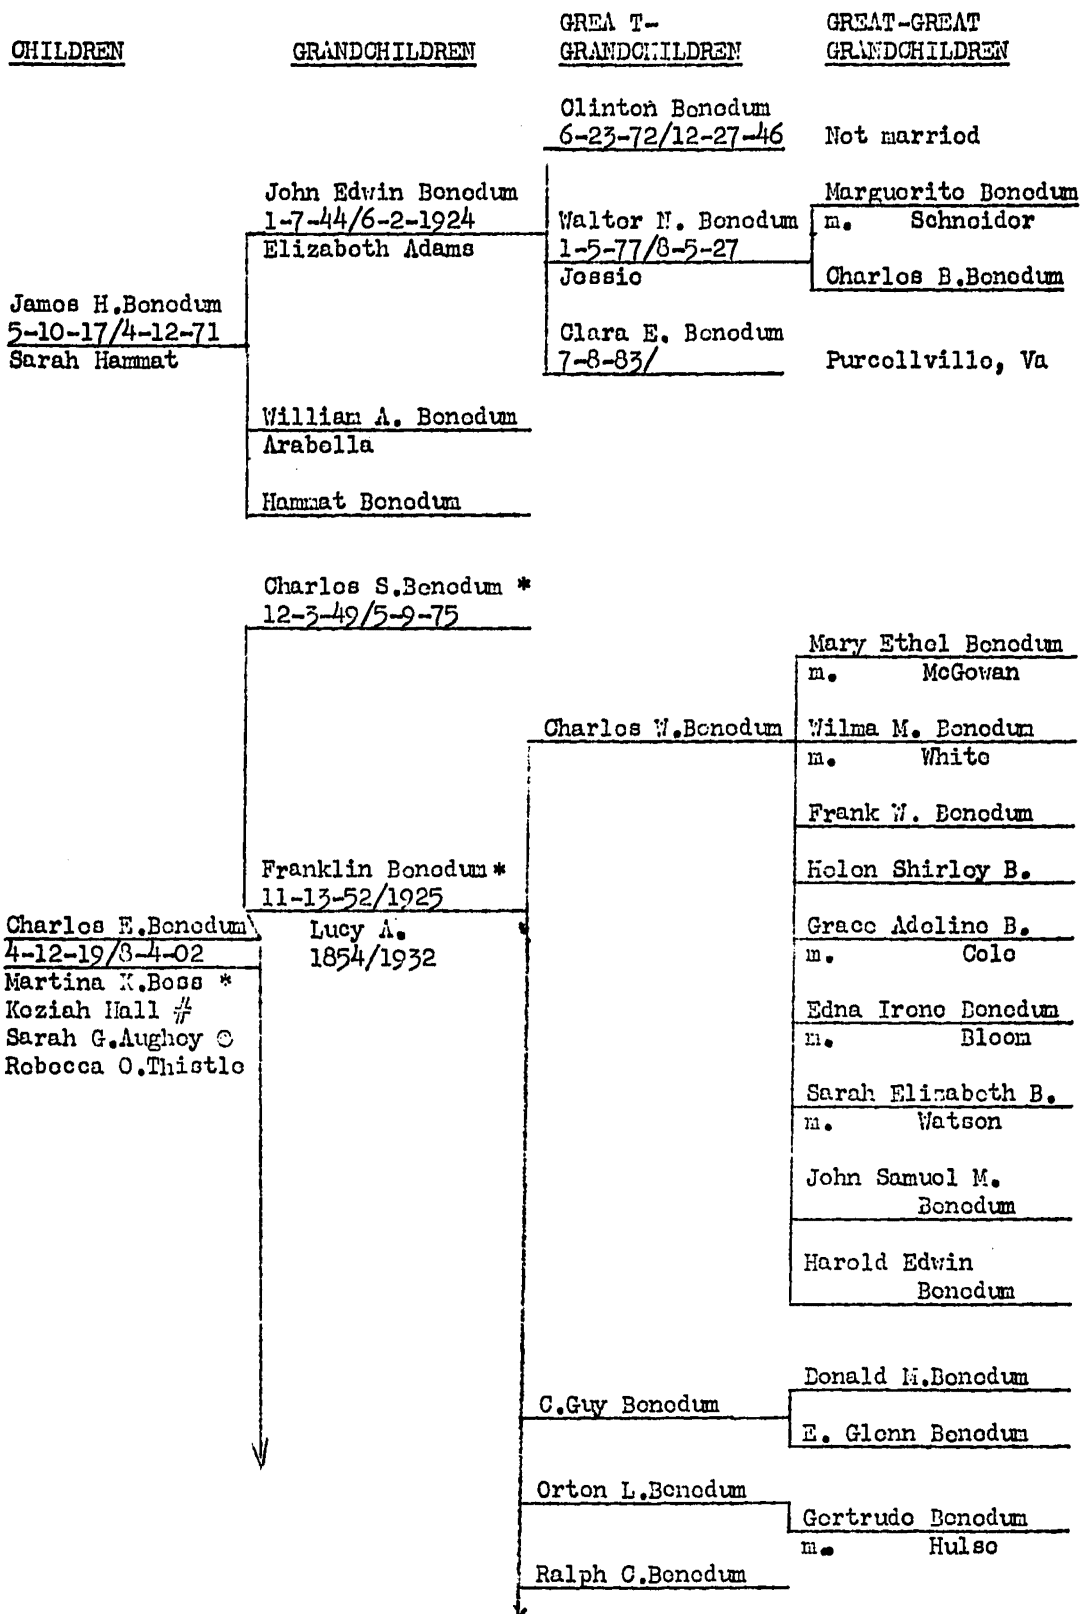 CHILDREN
GRANDCHILDREN
GREA T-
GRANDCHILDREN
GREAT-GREAT
GRANDCHILDREN
Clinton Benedum
6-23-72/12-27-46
Not married
John Edwin Benedum
1-7-44/6-2-1924
Elizabeth Adams
Walter N. Benedum
1-5-77/8-5-27
Jessie
Marguerite Benedum
m. Schneider
Charles B.Benedum
James H.Benedum
5-10-17/4-12-71
Sarah Hammat
Clara E. Benedum
7-8-83/
Purcellville, Va
William A. Benedum
Arabella
Hammat Benedum
Charles S.Benedum *
12-3-49/5-9-75
Mary Ethel Benedum
m. McGowan
Charles W.Benedum
Wilma M. Benedum
m. White
Frank W. Benedum
Franklin Benedum *
11-13-52/1925
Lucy A.
1854/1932
Helen Shirley B.
Charles E.Benedum
4-12-19/8-4-02
Martina K.Boss *
Keziah Hall #
Sarah G.Aughey @
Rebecca O.Thistle
Grace Adeline B.
m. Cole
Edna Irene Benedum
m. Bloom
Sarah Elizabeth B.
m. Watson
John Samuel M.
Benedum
Harold Edwin
Benedum
C.Guy Benedum
Donald M.Benedum
E. Glenn Benedum
Orton L.Benedum
Gertrude Benedum
m. Hulse
Ralph C.Benedum